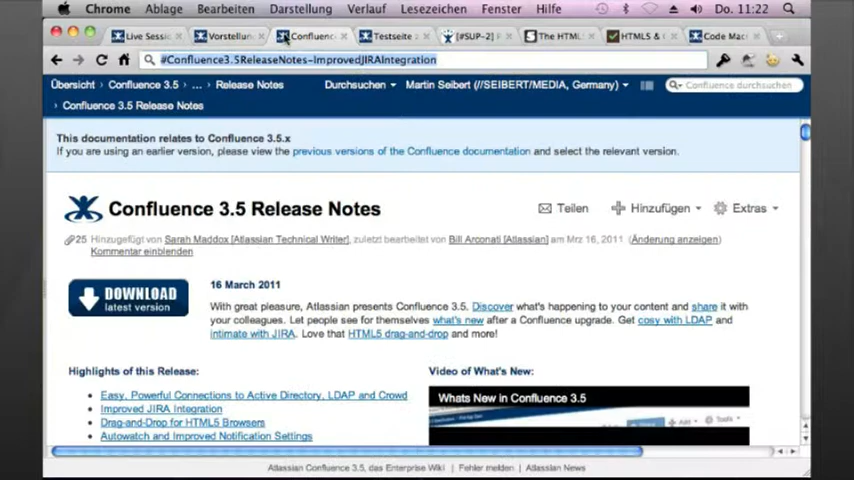 Chrome Ablage Bearbeiten Darstellung Verlauf Lesezeichen Fenster Hilfe Do. 11:22
Live Sessi Vorstellun Confluenc Testseite [#SUP-2] The HTML HTML5 & Code Mac
#Confluence3.5ReleaseNotes-ImprovedJIRAIntegration
Übersicht Confluence 3.5 ... Release Notes Durchsuchen Martin Seibert (//SEIBERT/MEDIA, Germany) Confluence durchsuchen
Confluence 3.5 Release Notes
This documentation relates to Confluence 3.5.x
If you are using an earlier version, please view the previous versions of the Confluence documentation and select the relevant version.
Confluence 3.5 Release Notes Teilen Hinzufügen Extras
25 Hinzugefügt von Sarah Maddox [Atlassian Technical Writer], zuletzt bearbeitet von Bill Arconati [Atlassian] am Mrz 16, 2011 (Änderung anzeigen)
Kommentar einblenden
DOWNLOAD
latest version
16 March 2011
With great pleasure, Atlassian presents Confluence 3.5. Discover what's happening to your content and share it with
your colleagues. Let people see for themselves what's new after a Confluence upgrade. Get cosy with LDAP and
intimate with JIRA. Love that HTML5 drag-and-drop and more!
Highlights of this Release:
Easy, Powerful Connections to Active Directory, LDAP and Crowd
Improved JIRA Integration
Drag-and-Drop for HTML5 Browsers
Autowatch and Improved Notification Settings
Video of What's New:
Whats New in Confluence 3.5
Add Tools
Atlassian Confluence 3.5, das Enterprise Wiki | Fehler melden | Atlassian News